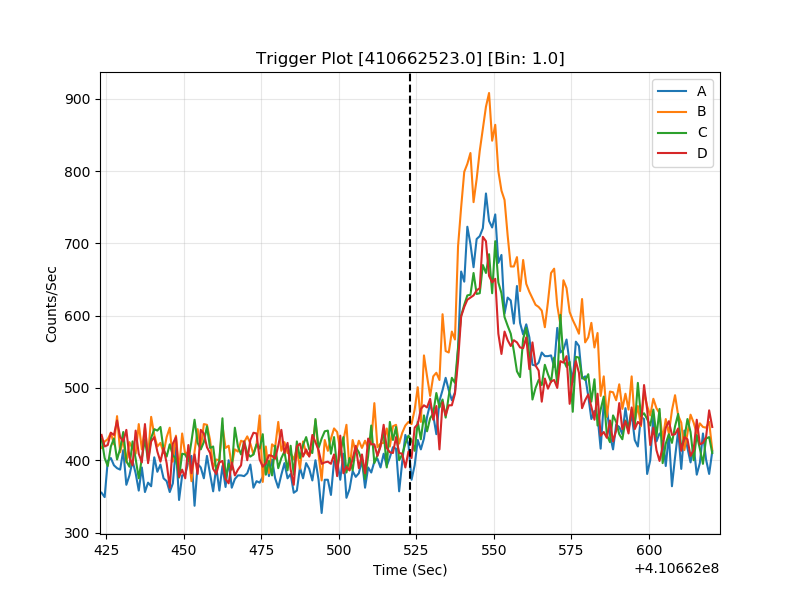 Trigger Plot [410662523.0] [Bin: 1.0]
A
B
C
D
Counts/Sec
900
800
700
600
500
400
300
425 450 475 500 525 550 575 600
+4.10662e8
Time (Sec)